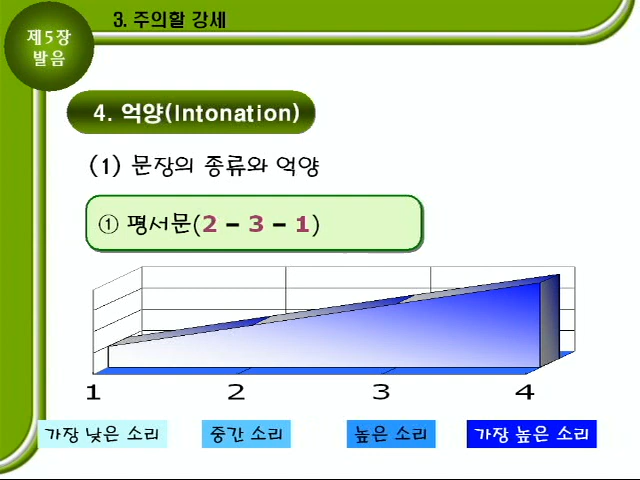 3. 주의할 강세
제5장
발음
4. 억양(Intonation)
(1) 문장의 종류와 억양
① 평서문(2 – 3 – 1)
1 2 3 4
가장 낮은 소리 중간 소리 높은 소리 가장 높은 소리